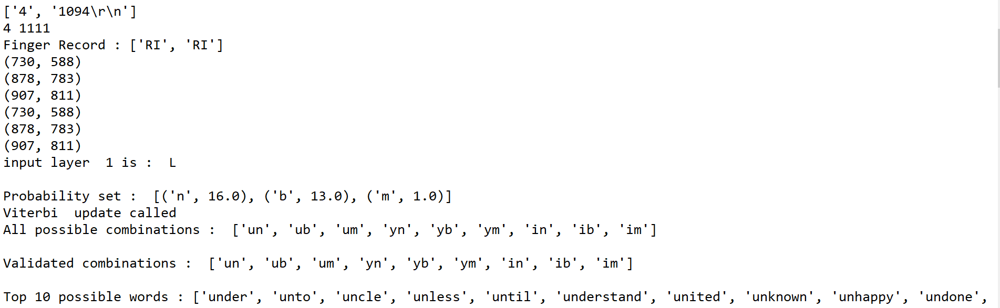 ['4', '1094\r\n']
4 1111
Finger Record : ['RI', 'RI']
(730, 588)
(878, 783)
(907, 811)
(730, 588)
(878, 783)
(907, 811)
input layer  1 is :  L
Probability set :  [('n', 16.0), ('b', 13.0), ('m', 1.0)]
Viterbi  update called
All possible combinations :  ['un', 'ub', 'um', 'yn', 'yb', 'ym', 'in', 'ib', 'im']
Validated combinations :  ['un', 'ub', 'um', 'yn', 'yb', 'ym', 'in', 'ib', 'im']
Top 10 possible words : ['under', 'unto', 'uncle', 'unless', 'until', 'understand', 'united', 'unknown', 'unhappy', 'undone',